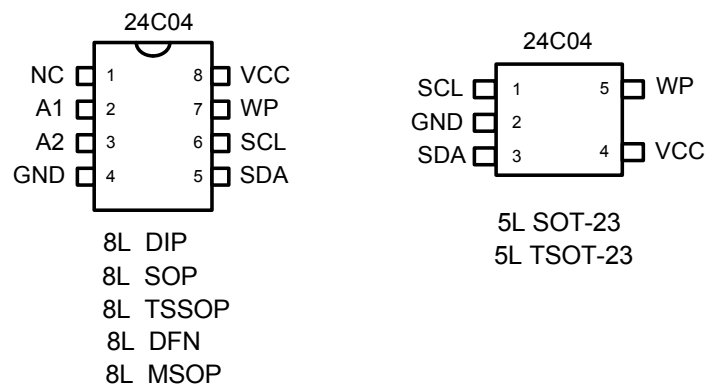 24C04
NC 1 8 VCC
A1 2 7 WP
A2 3 6 SCL
GND 4 5 SDA
8L DIP
8L SOP
8L TSSOP
8L DFN
8L MSOP
24C04
SCL 1 5 WP
GND 2
SDA 3 4 VCC
5L SOT-23
5L TSOT-23